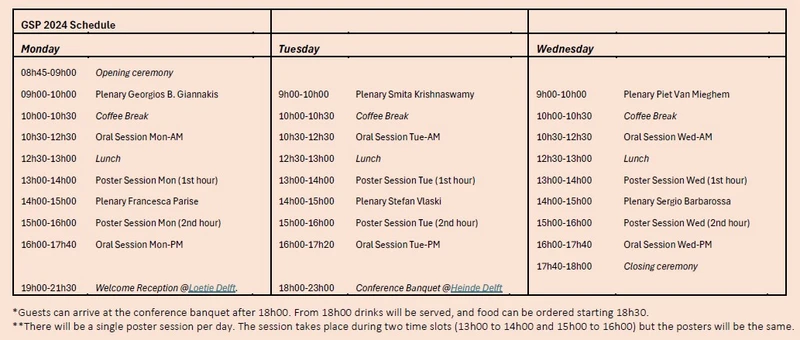 GSP 2024 Schedule
Monday Tuesday Wednesday
08h45-09h00 Opening ceremony
09h00-10h00 Plenary Georgios B. Giannakis 9h00-10h00 Plenary Smita Krishnaswamy 9h00-10h00 Plenary Piet Van Mieghem
10h00-10h30 Coffee Break 10h00-10h30 Coffee Break 10h00-10h30 Coffee Break
10h30-12h30 Oral Session Mon-AM 10h30-12h30 Oral Session Tue-AM 10h30-12h30 Oral Session Wed-AM
12h30-13h00 Lunch 12h30-13h00 Lunch 12h30-13h00 Lunch
13h00-14h00 Poster Session Mon (1st hour) 13h00-14h00 Poster Session Tue (1st hour) 13h00-14h00 Poster Session Wed (1st hour)
14h00-15h00 Plenary Francesca Parise 14h00-15h00 Plenary Stefan Vlaski 14h00-15h00 Plenary Sergio Barbarossa
15h00-16h00 Poster Session Mon (2nd hour) 15h00-16h00 Poster Session Tue (2nd hour) 15h00-16h00 Poster Session Wed (2nd hour)
16h00-17h40 Oral Session Mon-PM 16h00-17h20 Oral Session Tue-PM 16h00-17h40 Oral Session Wed-PM
17h40-18h00 Closing ceremony
19h00-21h30 Welcome Reception @Loetje Delft. 18h00-23h00 Conference Banquet @Heinde Delft
*Guests can arrive at the conference banquet after 18h00. From 18h00 drinks will be served, and food can be ordered starting 18h30.
**There will be a single poster session per day. The session takes place during two time slots (13h00 to 14h00 and 15h00 to 16h00) but the posters will be the same.